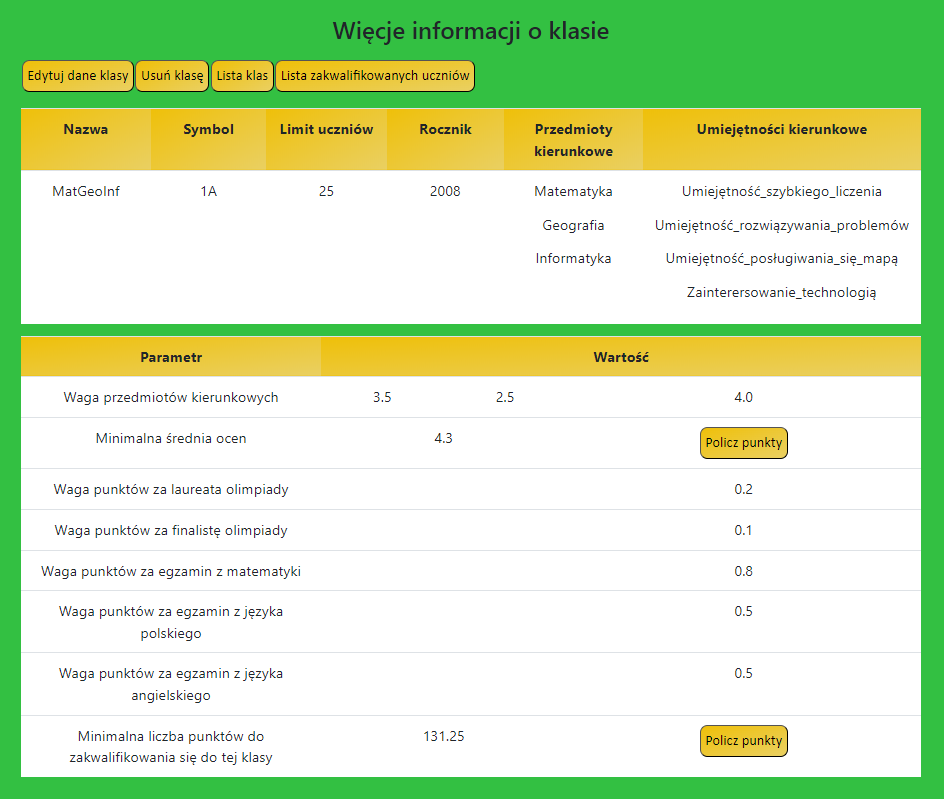 Więcje informacji o klasie
Edytuj dane klasy Usuń klasę Lista klas Lista zakwalifikowanych uczniów
Nazwa Symbol Limit uczniów Rocznik Przedmioty kierunkowe Umiejętności kierunkowe
MatGeoInf 1A 25 2008 Matematyka Umiejętność_szybkiego_liczenia
Geografia Umiejętność_rozwiązywania_problemów
Informatyka Umiejętność_posługiwania_się_mapą
Zainterersowanie_technologią
Parametr Wartość
Waga przedmiotów kierunkowych 3.5 2.5 4.0
Minimalna średnia ocen 4.3 Policz punkty
Waga punktów za laureata olimpiady 0.2
Waga punktów za finalistę olimpiady 0.1
Waga punktów za egzamin z matematyki 0.8
Waga punktów za egzamin z języka 0.5
polskiego
Waga punktów za egzamin z języka 0.5
angielskiego
Minimalna liczba punktów do 131.25 Policz punkty
zakwalifikowania się do tej klasy